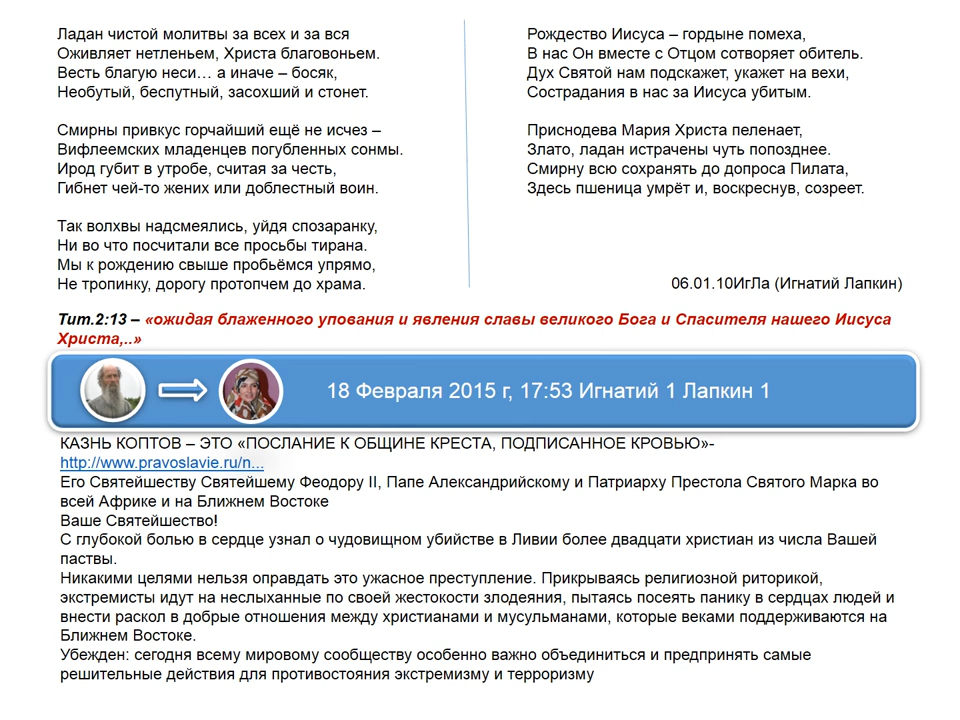 Ладан чистой молитвы за всех и за вся
Оживляет нетленьем, Христа благовоньем.
Весть благую неси… а иначе – босяк,
Необутый, беспутный, засохший и стонет.
Смирны привкус горчайший ещё не исчез –
Вифлеемских младенцев погубленных сонмы.
Ирод губит в утробе, считая за честь,
Гибнет чей-то жених или доблестный воин.
Так волхвы надсмеялись, уйдя спозаранку,
Ни во что посчитали все просьбы тирана.
Мы к рождению свыше пробьёмся упрямо,
Не тропинку, дорогу протопчем до храма.
Рождество Иисуса – гордыне помеха,
В нас Он вместе с Отцом сотворяет обитель.
Дух Святой нам подскажет, укажет на вехи,
Сострадания в нас за Иисуса убитым.
Приснодева Мария Христа пеленает,
Злато, ладан истрачены чуть попозднее.
Смирну всю сохранять до допроса Пилата,
Здесь пшеница умрёт и, воскреснув, созреет.
06.01.10ИгЛа (Игнатий Лапкин)
Тит.2:13 – «ожидая блаженного упования и явления славы великого Бога и Спасителя нашего Иисуса
Христа,..»
18 Февраля 2015 г, 17:53 Игнатий 1 Лапкин 1
КАЗНЬ КОПТОВ – ЭТО «ПОСЛАНИЕ К ОБЩИНЕ КРЕСТА, ПОДПИСАННОЕ КРОВЬЮ»-
http://www.pravoslavie.ru/n...
Его Святейшеству Святейшему Феодору II, Папе Александрийскому и Патриарху Престола Святого Марка во
всей Африке и на Ближнем Востоке
Ваше Святейшество!
С глубокой болью в сердце узнал о чудовищном убийстве в Ливии более двадцати христиан из числа Вашей
паствы.
Никакими целями нельзя оправдать это ужасное преступление. Прикрываясь религиозной риторикой,
экстремисты идут на неслыханные по своей жестокости злодеяния, пытаясь посеять панику в сердцах людей и
внести раскол в добрые отношения между христианами и мусульманами, которые веками поддерживаются на
Ближнем Востоке.
Убежден: сегодня всему мировому сообществу особенно важно объединиться и предпринять самые
решительные действия для противостояния экстремизму и терроризму